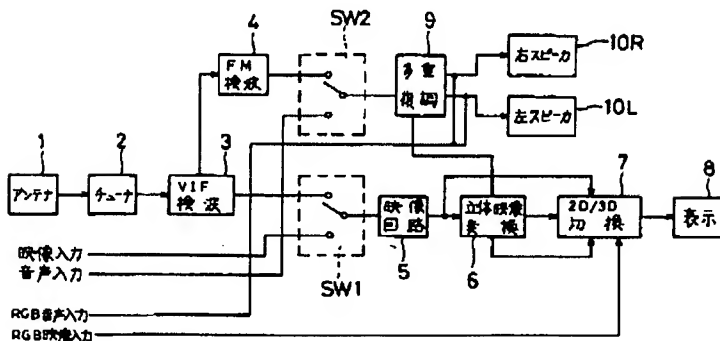 SW2
4
FM
検波
9
多重
復調
10R
右スピーカ
10L
左スピーカ
1
アンテナ
2
チューナ
3
VIF
検波
映像
回路
5
立体映像
変換
6
7
2D/3D
切換
8
表示
映像入力
音声入力
SW1
RGB音声入力
RGB映像入力